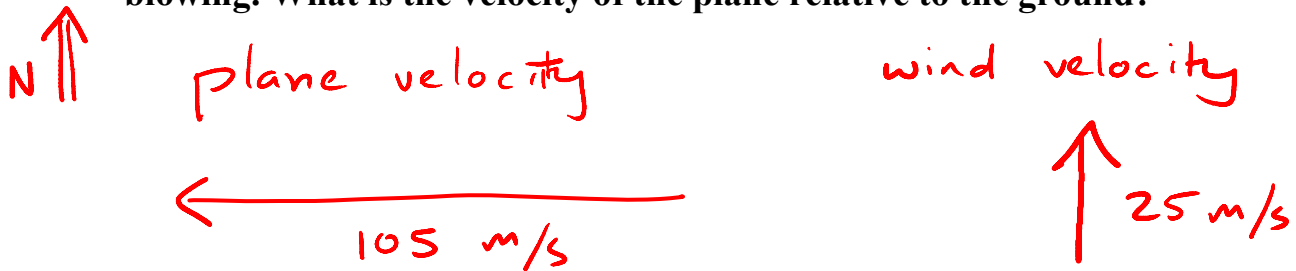 blowing? What is the velocity of the plane relative to the ground?
N plane velocity wind velocity
105 m/s 25 m/s